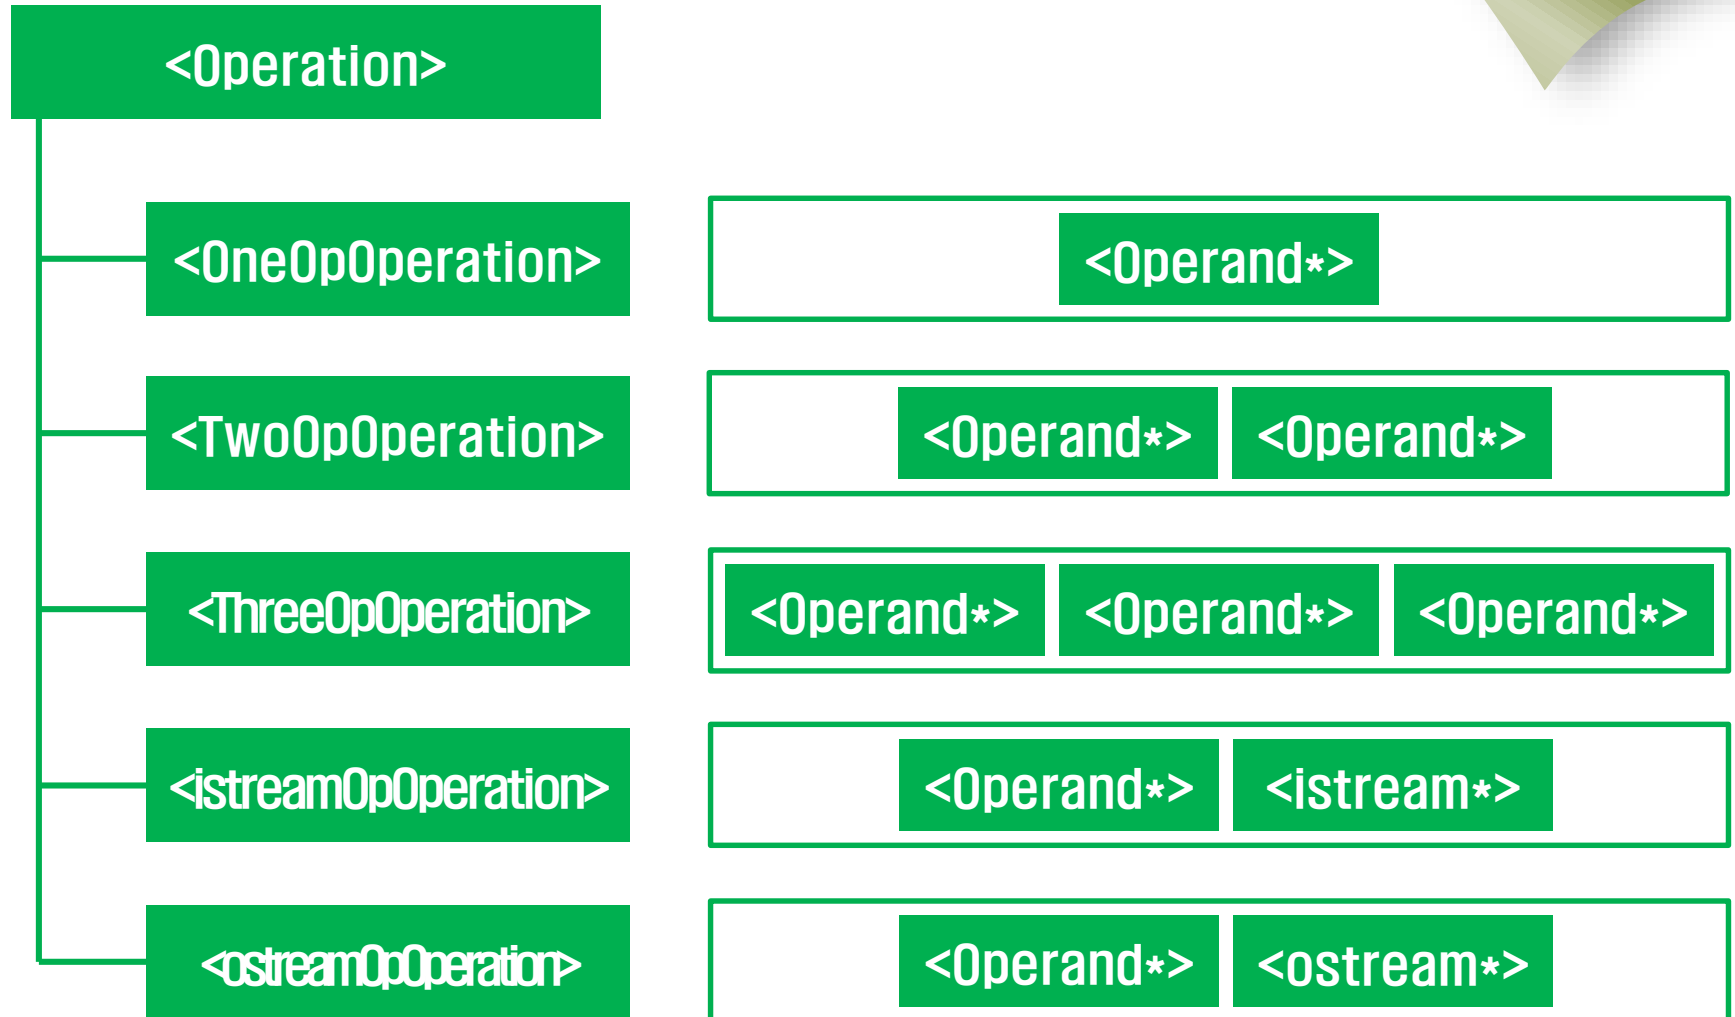 <Operation>
<OneOpOperation>
<Operand*>
<TwoOpOperation>
<Operand*> <Operand*>
<ThreeOpOperation>
<Operand*> <Operand*> <Operand*>
<istreamOpOperation>
<Operand*> <istream*>
<ostreamOpOperation>
<Operand*> <ostream*>